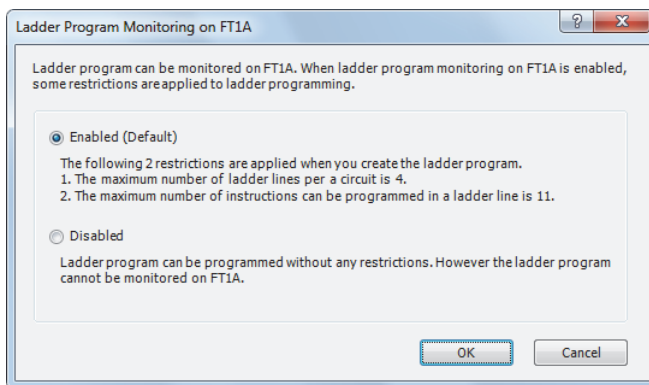 Ladder Program Monitoring on FT1A
Ladder program can be monitored on FT1A. When ladder program monitoring on FT1A is enabled,
some restrictions are applied to ladder programming.
Enabled (Default)
The following 2 restrictions are applied when you create the ladder program.
1. The maximum number of ladder lines per a circuit is 4.
2. The maximum number of instructions can be programmed in a ladder line is 11.
Disabled
Ladder program can be programmed without any restrictions. However the ladder program
cannot be monitored on FT1A.
OK Cancel